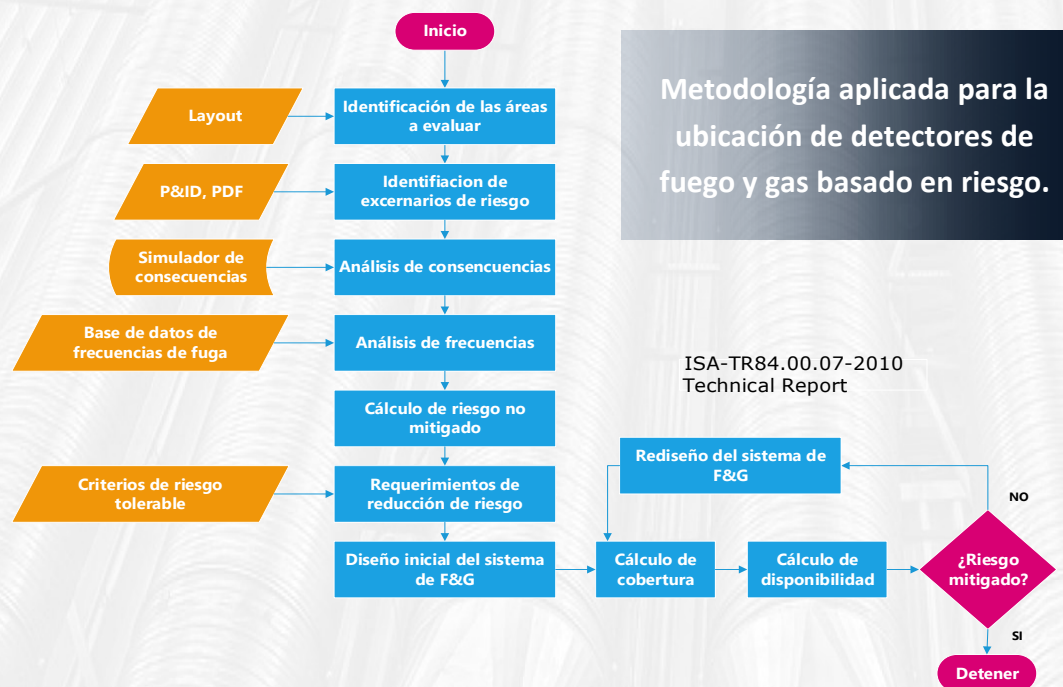 Inicio
Metodología aplicada para la
ubicación de detectores de
fuego y gas basado en riesgo.
Layout
Identificación de las áreas
a evaluar
P&ID, PDF
Identifiacion de
excernarios de riesgo
Simulador de
consecuencias
Análisis de consencuencias
Base de datos de
frecuencias de fuga
Análisis de frecuencias
ISA-TR84.00.07-2010
Technical Report
Cálculo de riesgo no
mitigado
Criterios de riesgo
tolerable
Requerimientos de
reducción de riesgo
Rediseño del sistema de
F&G
NO
Diseño inicial del sistema
de F&G
Cálculo de
cobertura
Cálculo de
disponibilidad
¿Riesgo
mitigado?
SI
Detener